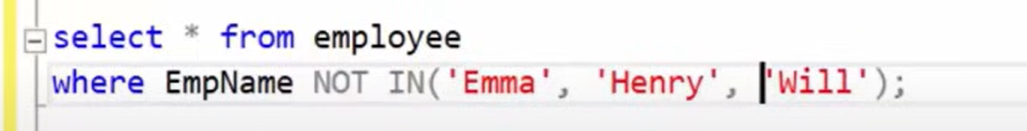 select * from employee
where EmpName NOT IN('Emma', 'Henry', 'Will');